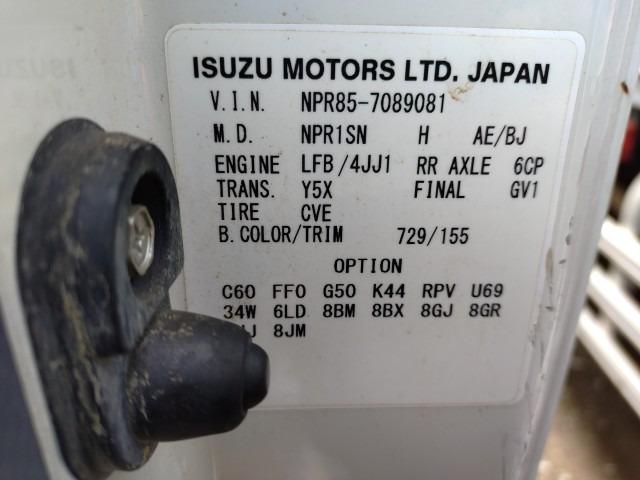 ISUZU MOTORS LTD. JAPAN
V.I.N. NPR85-7089081
M.D. NPR1SN H AE/BJ
ENGINE LFB/4JJ1 RR AXLE 6CP
TRANS. Y5X FINAL GV1
TIRE CVE
B.COLOR/TRIM 729/155
OPTION
C60 FF0 G50 K44 RPV U69
34W 6LD 8BM 8BX 8GJ 8GR
8JM